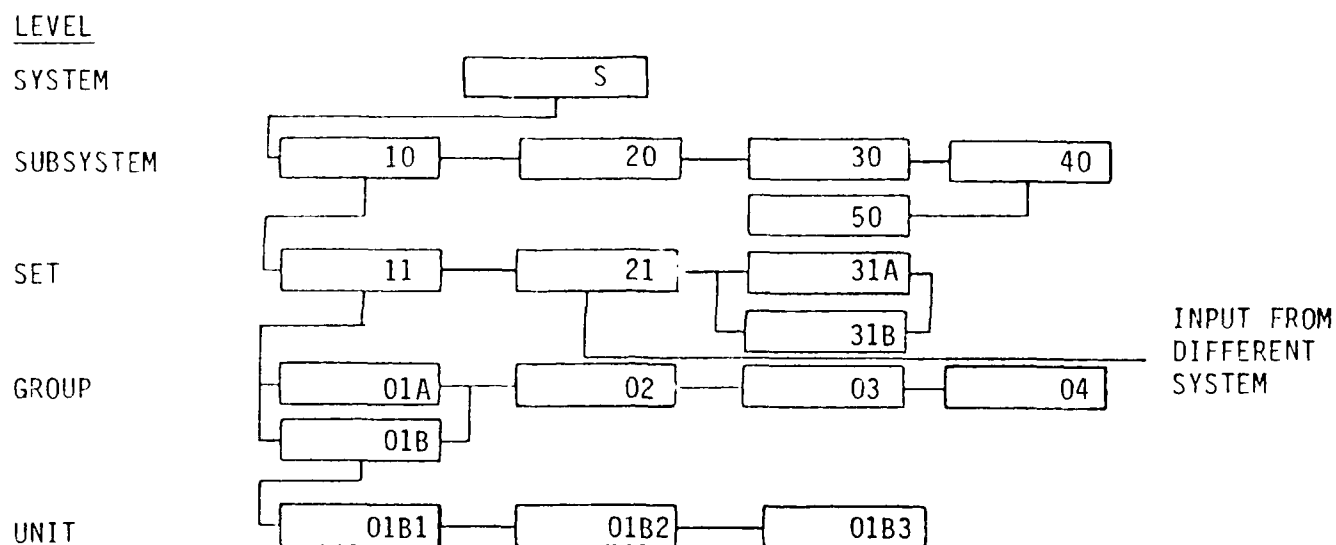 LEVEL
SYSTEM
S
SUBSYSTEM
10
20
30
40
50
SET
11
21
31A
31B
INPUT FROM
DIFFERENT
SYSTEM
GROUP
01A
02
03
04
01B
UNIT
01B1
01B2
01B3